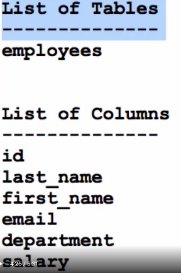 List of Tables
--------------
employees
List of Columns
--------------
id
last_name
first_name
email
department
salary